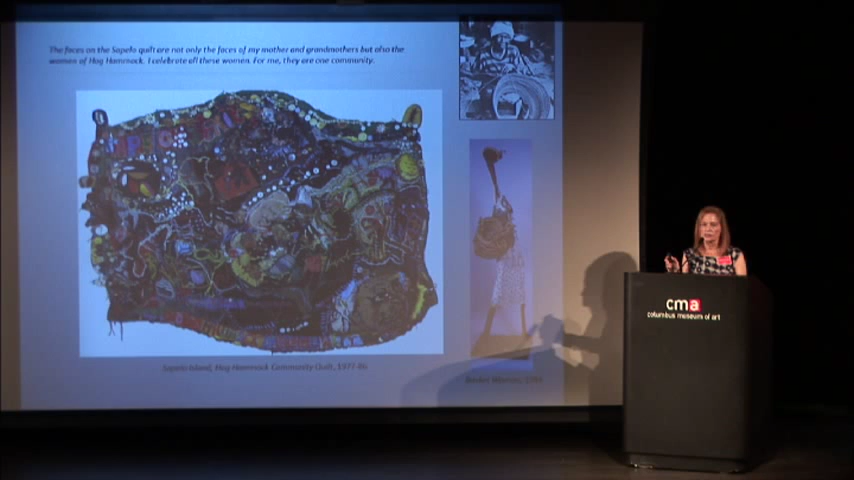 The faces on the Sapelo quilt are not only the faces of my mother and grandmothers but also the
women of Hog Hammock. I celebrate all these women. For me, they are one community.
Sapelo Island, Hog Hammock Community Quilt, 1977-86
Basket Woman,
cma
columbus museum of art